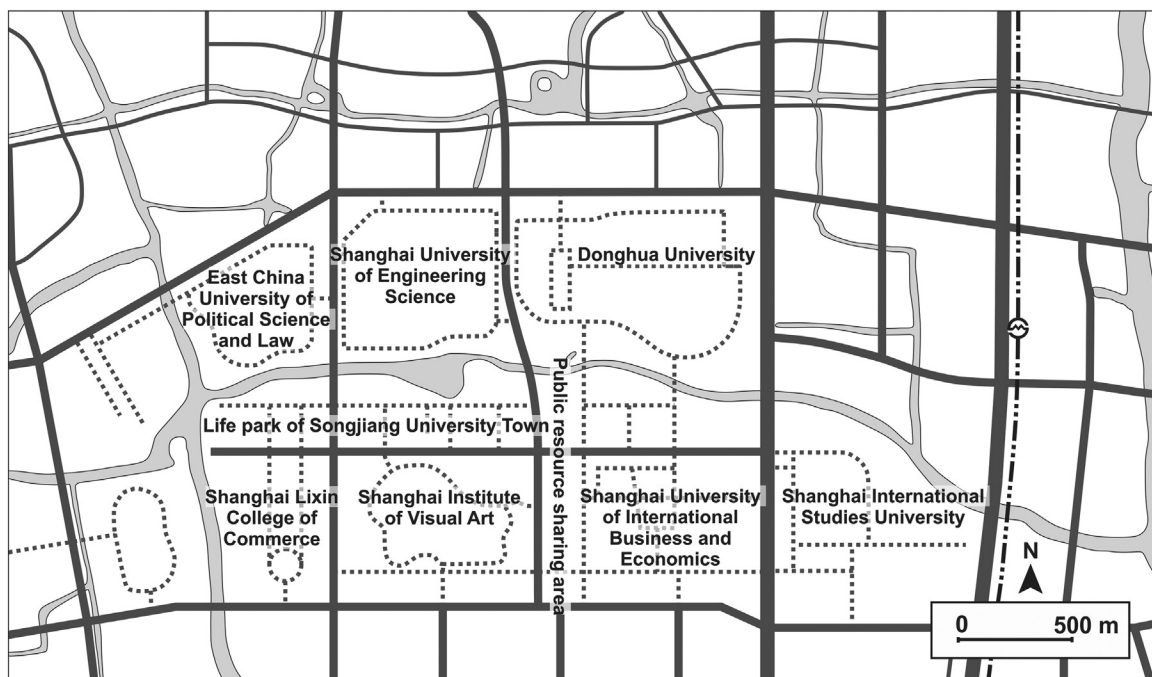 Shanghai University
of Engineering
Science
Donghua University
East China
University of
Political Science
and Law
Public resource sharing area
Life park of Songjiang University Town
Shanghai Lixin
College of
Commerce
Shanghai Institute
of Visual Art
Shanghai University
of International
Business and
Economics
Shanghai International
Studies University
N
0 500 m